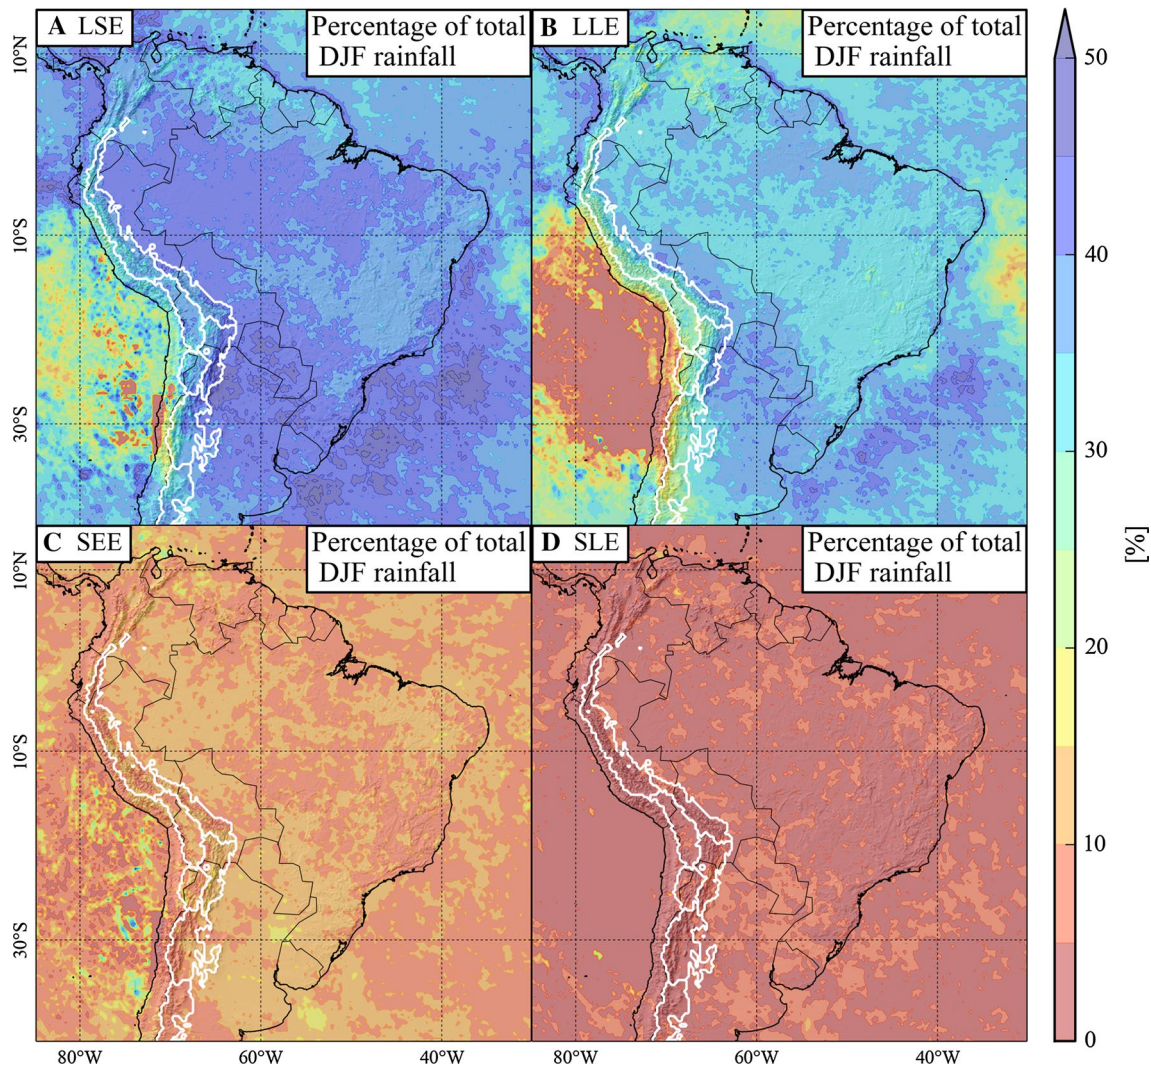 A LSE
Percentage of total
DJF rainfall
B LLE
Percentage of total
DJF rainfall
10°N
10°S
30°S
50
40
30
20
10
0
[%]
C SEE
Percentage of total
DJF rainfall
D SLE
Percentage of total
DJF rainfall
10°N
10°S
30°S
80°W
60°W
40°W
80°W
60°W
40°W